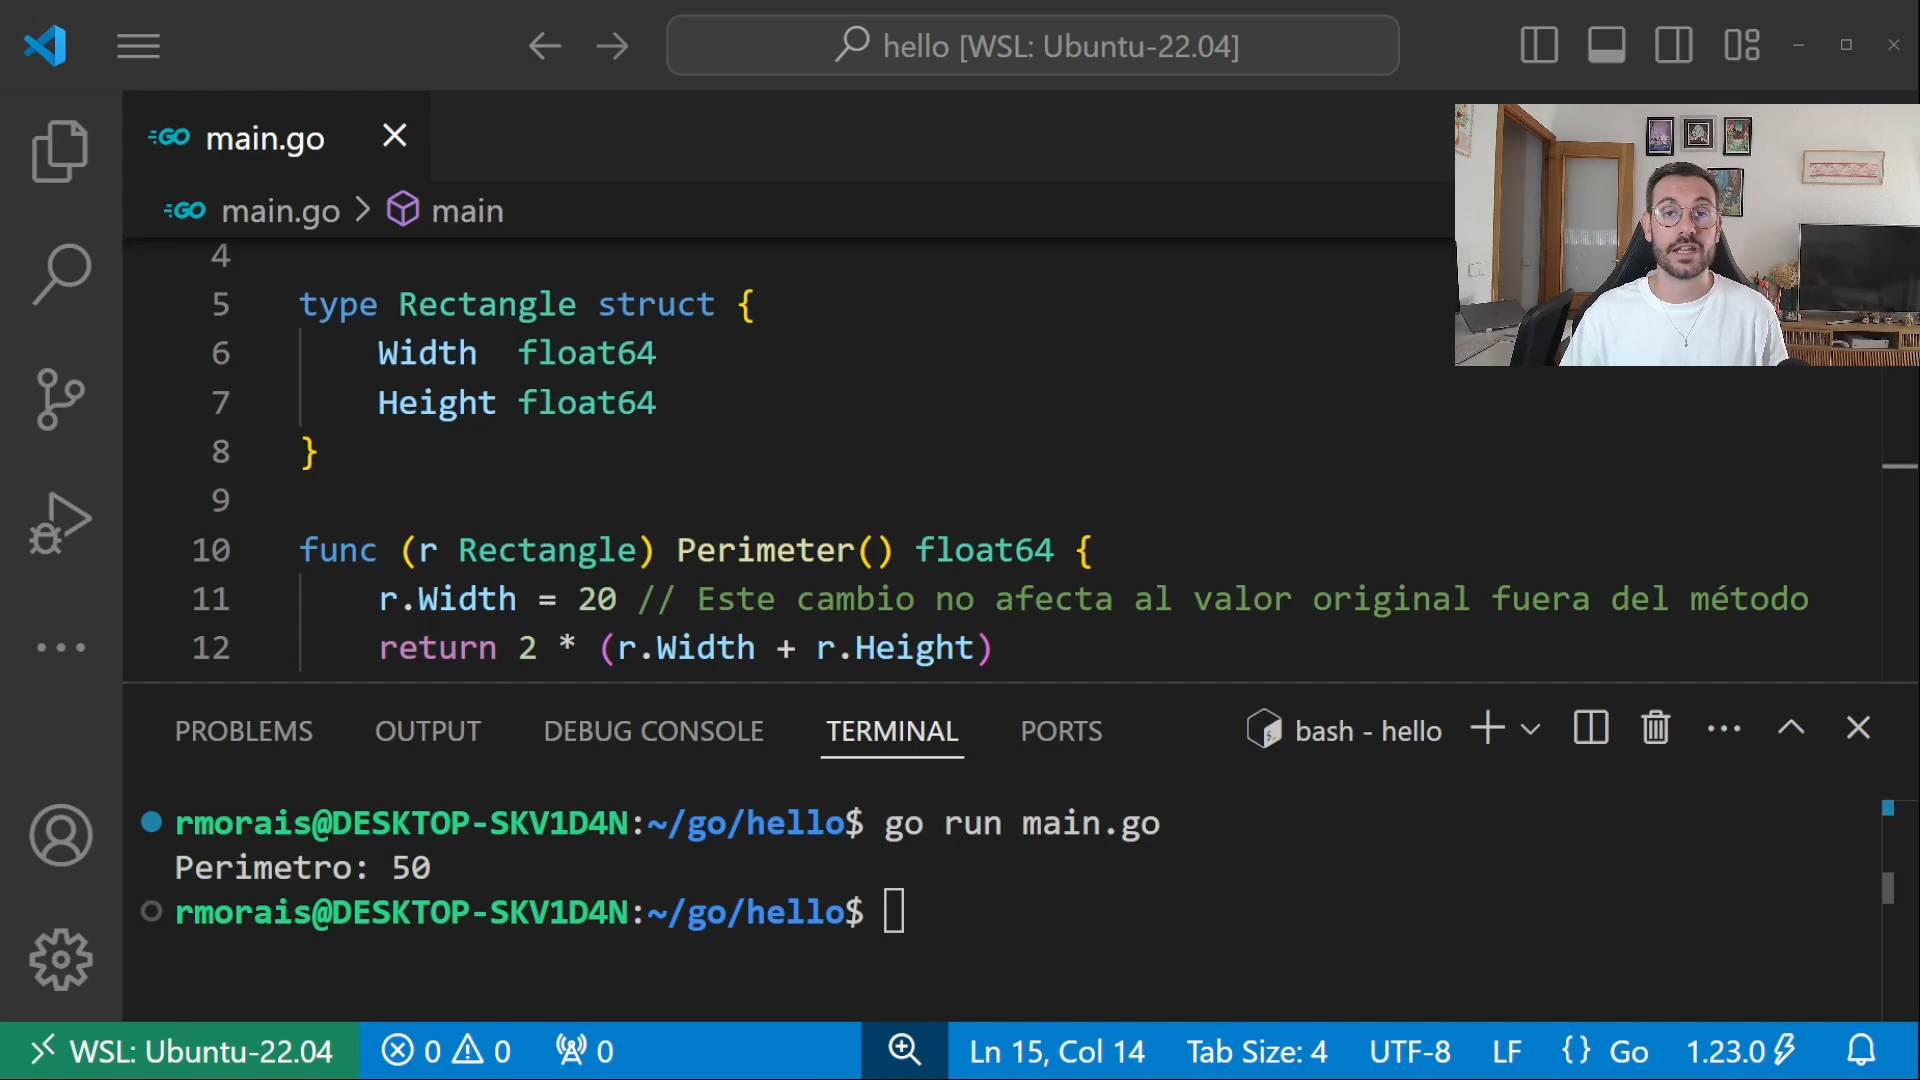 hello [WSL: Ubuntu-22.04]
GO main.go
GO main.go > main
4
5 type Rectangle struct {
6 Width float64
7 Height float64
8 }
9
10 func (r Rectangle) Perimeter() float64 {
11 r.Width = 20 // Este cambio no afecta al valor original fuera del método
12 return 2 * (r.Width + r.Height)
PROBLEMS OUTPUT DEBUG CONSOLE TERMINAL PORTS bash - hello
rmorais@DESKTOP-SKV1D4N:~/go/hello$ go run main.go
Perimetro: 50
rmorais@DESKTOP-SKV1D4N:~/go/hello$
WSL: Ubuntu-22.04 0 0 0 Ln 15, Col 14 Tab Size: 4 UTF-8 LF {} Go 1.23.0